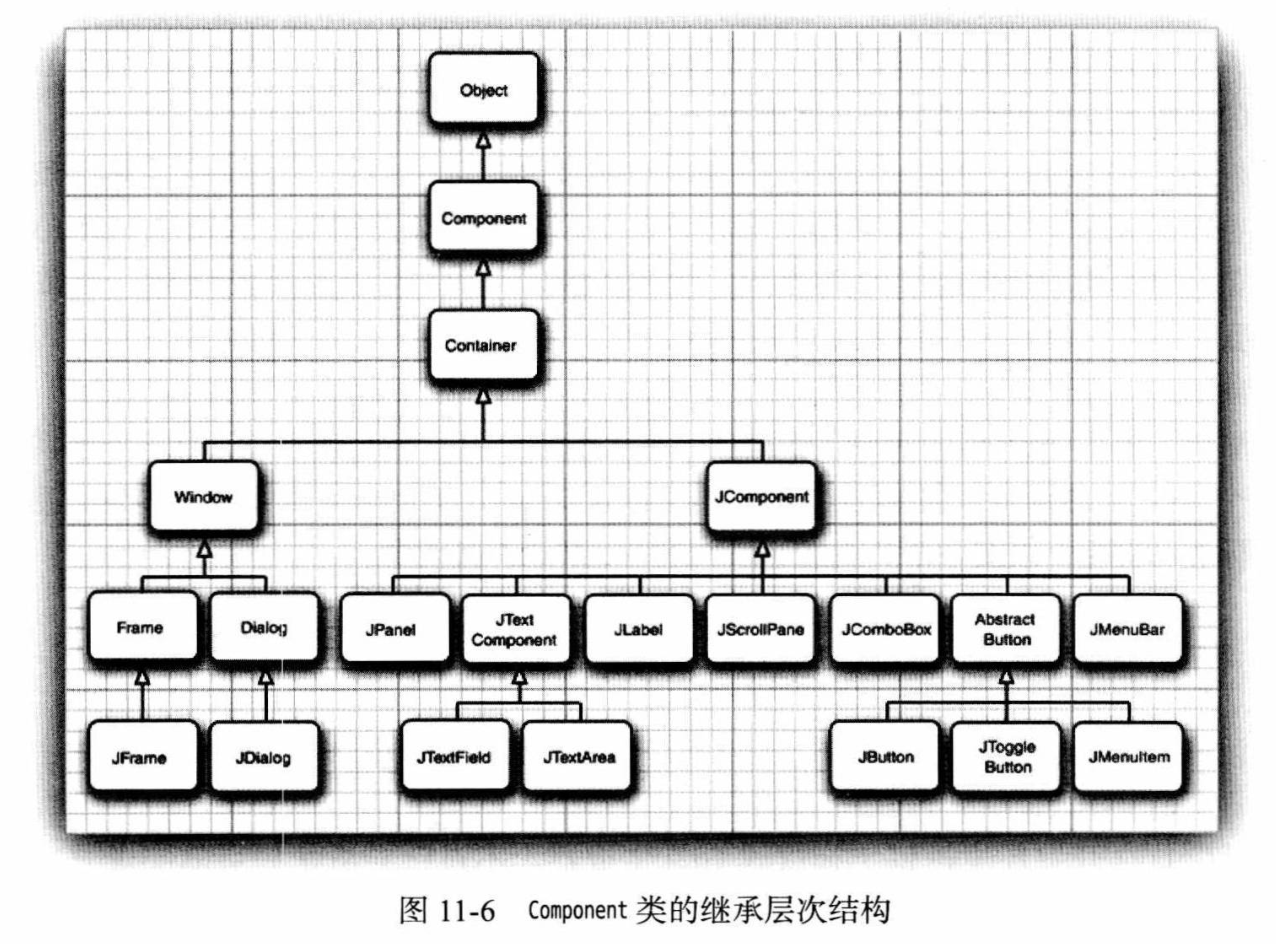 Object
Component
Container
Window
JComponent
Frame
Dialog
JPanel
JText
Component
JLabel
JScrollPane
JComboBox
Abstract
Button
JMenuBar
JFrame
JDialog
JTextField
JTextArea
JButton
JToggle
Button
JMenuItem
图 11-6 Component 类的继承层次结构